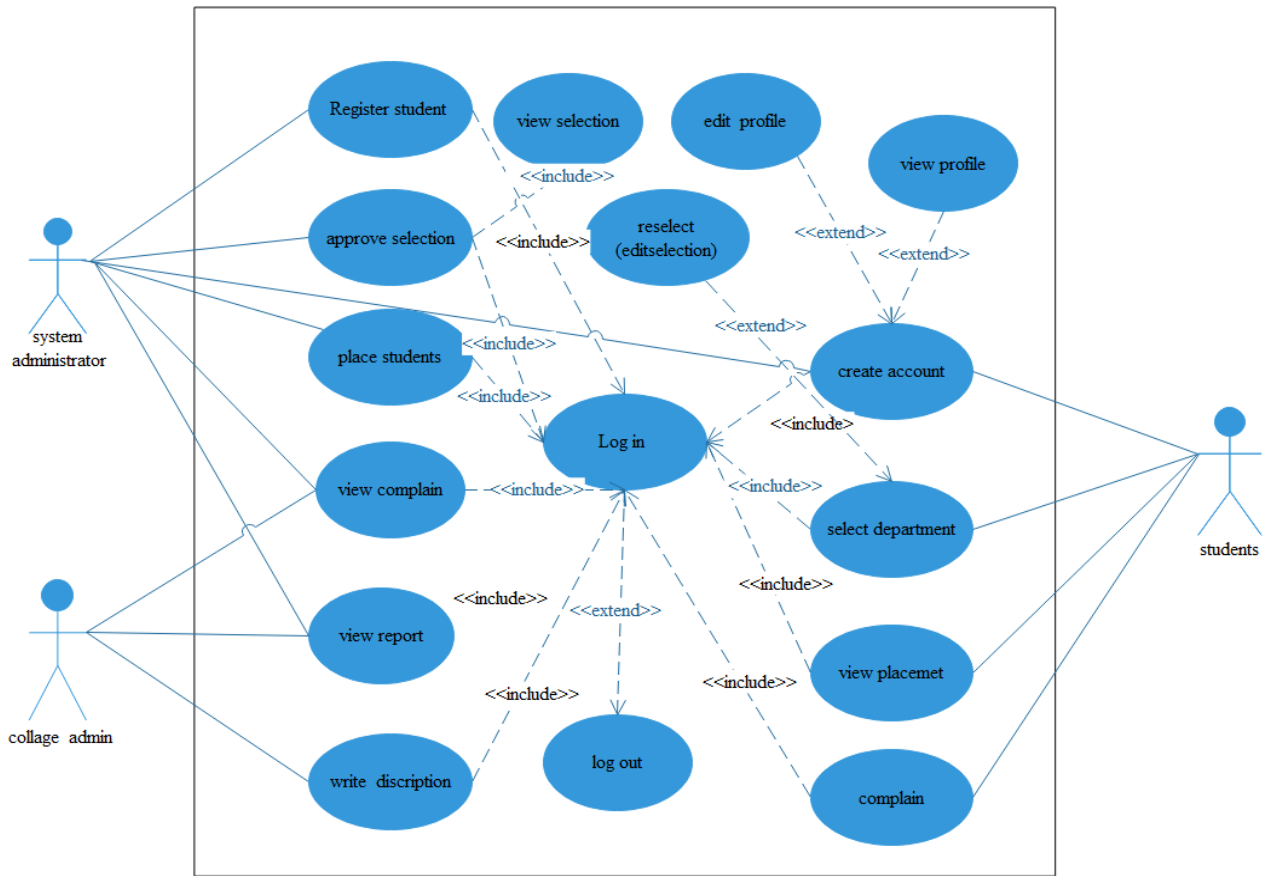 Register student
view selection
edit profile
view profile
<<include>>
reselect
(editselection)
approve selection
<<include>>
<<extend>>
<<extend>>
system
administrator
<<extend>>
<<include>>
place students
create account
<<include>>
<<include>
Log in
view complain
<<include>>
<<include>>
select department
students
<<include>>
<<include>>
<<extend>>
view report
<<include>>
view placemet
<<include>>
collage admin
write discription
log out
complain